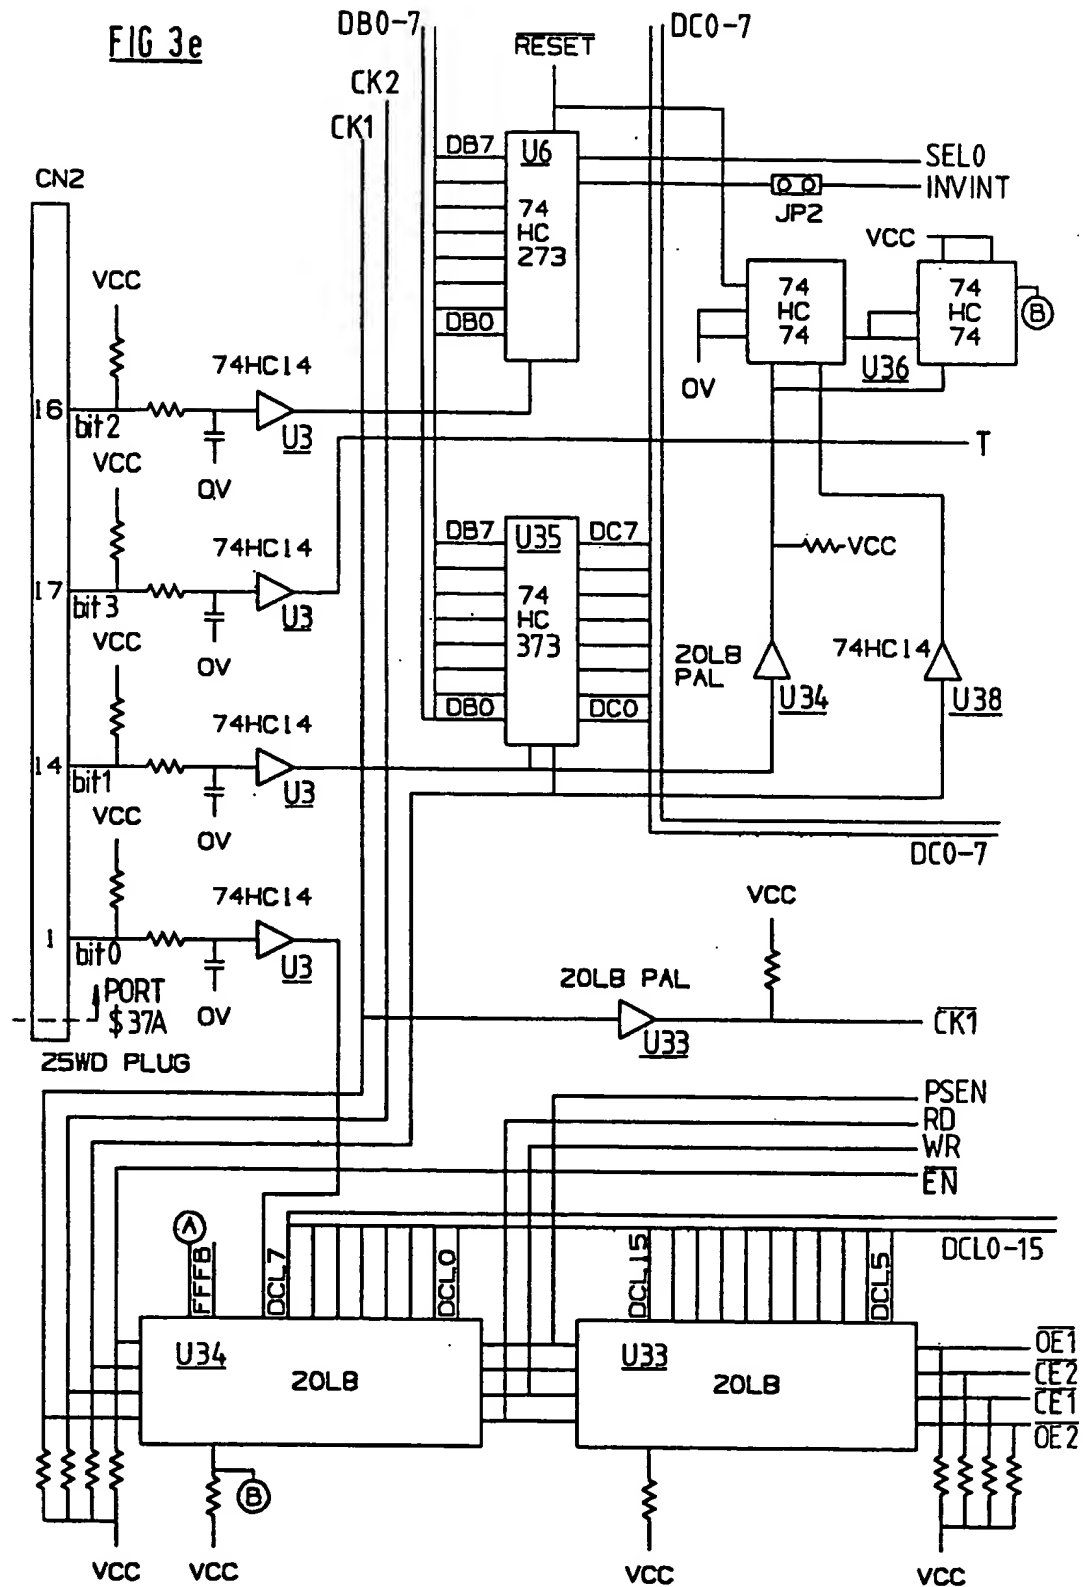 FIG 3e
DB0-7
DC0-7
RESET
CK2
CK1
DB7
U6
SEL0
INVINT
CN2
JP2
74
HC
273
VCC
VCC
74
HC
74
74
HC
74
B
DB0
74HC14
U36
0V
16
bit2
U3
T
VCC
0V
DB7
U35
DC7
74HC14
VCC
17
bit3
U3
74
HC
373
VCC
0V
20L8
PAL
74HC14
DB0
DC0
U34
U38
74HC14
14
bit1
U3
VCC
0V
DC0-7
74HC14
VCC
1
bit0
U3
20L8 PAL
PORT
$37A
0V
CK1
U33
25WD PLUG
PSEN
RD
WR
EN
A
FFF8
DCL7
DCL0
DCL15
DCL5
DCL0-15
U34
20L8
U33
20L8
OE1
CE2
CE1
OE2
B
VCC
VCC
VCC
VCC